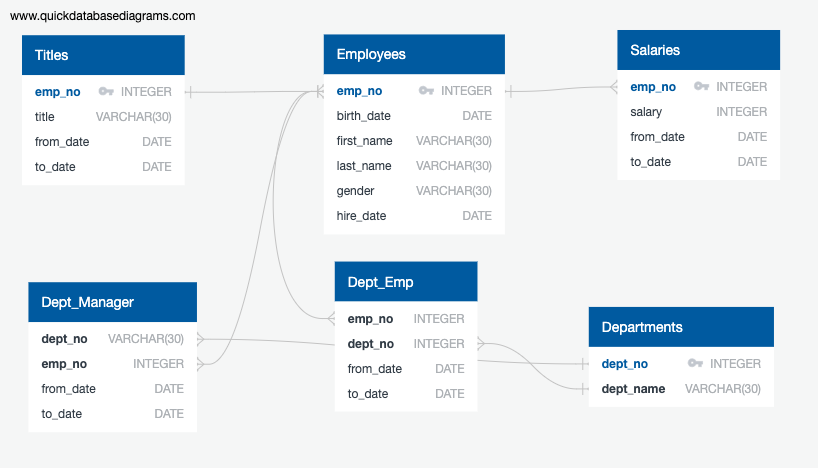 www.quickdatabasediagrams.com
Titles
emp_no INTEGER
title VARCHAR(30)
from_date DATE
to_date DATE
Employees
emp_no INTEGER
birth_date DATE
first_name VARCHAR(30)
last_name VARCHAR(30)
gender VARCHAR(30)
hire_date DATE
Salaries
emp_no INTEGER
salary INTEGER
from_date DATE
to_date DATE
Dept_Manager
dept_no VARCHAR(30)
emp_no INTEGER
from_date DATE
to_date DATE
Dept_Emp
emp_no INTEGER
dept_no INTEGER
from_date DATE
to_date DATE
Departments
dept_no INTEGER
dept_name VARCHAR(30)